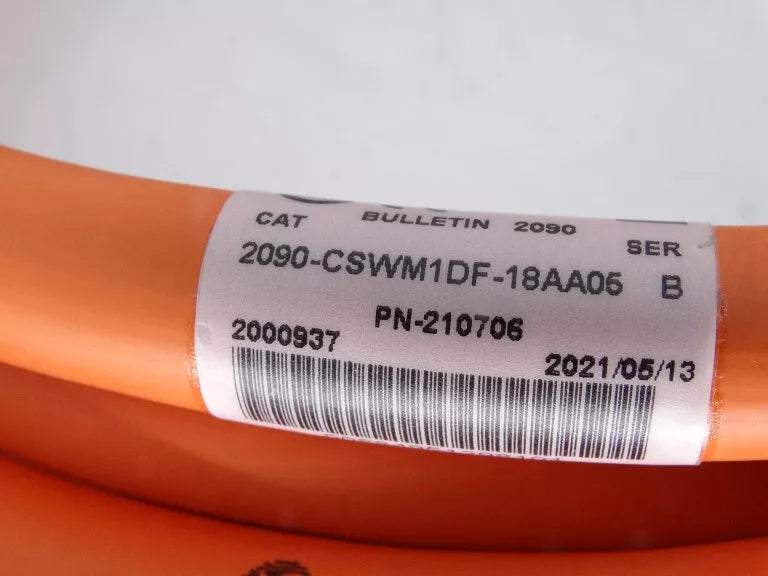 CAT BULLETIN 2090 SER
2090-CSWM1DF-18AA05 B
PN-210706
2000937 2021/05/13